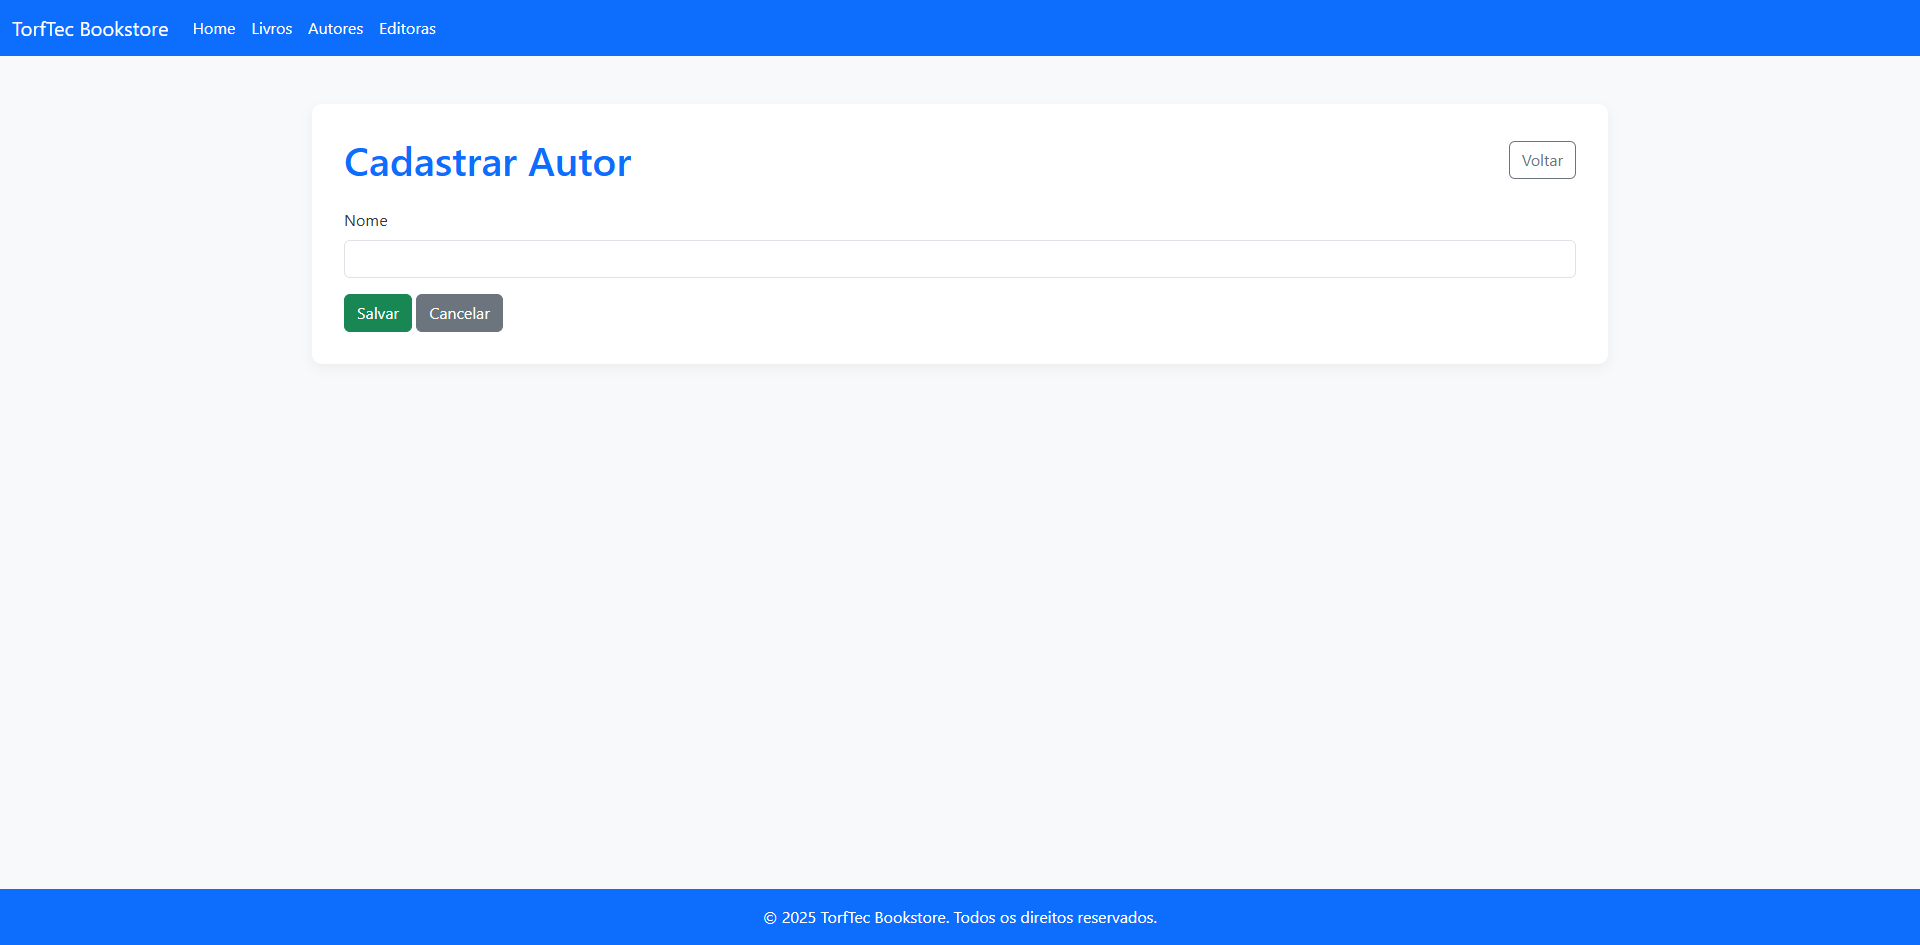 TorfTec Bookstore Home Livros Autores Editoras
Cadastrar Autor
Voltar
Nome
Salvar Cancelar
© 2025 TorfTec Bookstore. Todos os direitos reservados.